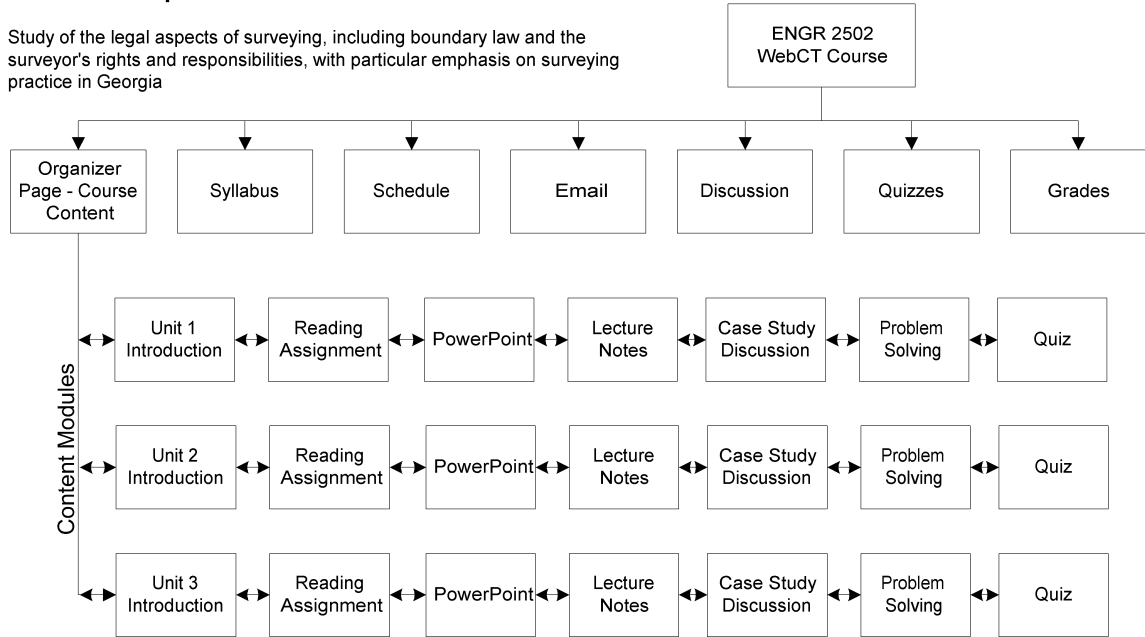 Study of the legal aspects of surveying, including boundary law and the
surveyor's rights and responsibilities, with particular emphasis on surveying
practice in Georgia
ENGR 2502
WebCT Course
Organizer
Page - Course
Content
Syllabus
Schedule
Email
Discussion
Quizzes
Grades
Content Modules
Unit 1
Introduction
Reading
Assignment
PowerPoint
Lecture
Notes
Case Study
Discussion
Problem
Solving
Quiz
Unit 2
Introduction
Reading
Assignment
PowerPoint
Lecture
Notes
Case Study
Discussion
Problem
Solving
Quiz
Unit 3
Introduction
Reading
Assignment
PowerPoint
Lecture
Notes
Case Study
Discussion
Problem
Solving
Quiz